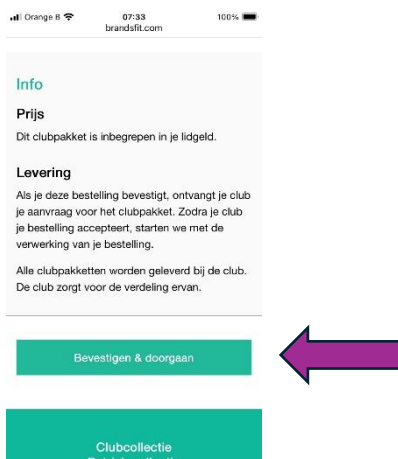 Orange B 07:33 100%
brandsfit.com
Info
Prijs
Dit clubpakket is inbegrepen in je lidgeld.
Levering
Als je deze bestelling bevestigt, ontvangt je club
je aanvraag voor het clubpakket. Zodra je club
je bestelling accepteert, starten we met de
verwerking van je bestelling.
Alle clubpakketten worden geleverd bij de club.
De club zorgt voor de verdeling ervan.
Bevestigen & doorgaan
Clubcollectie